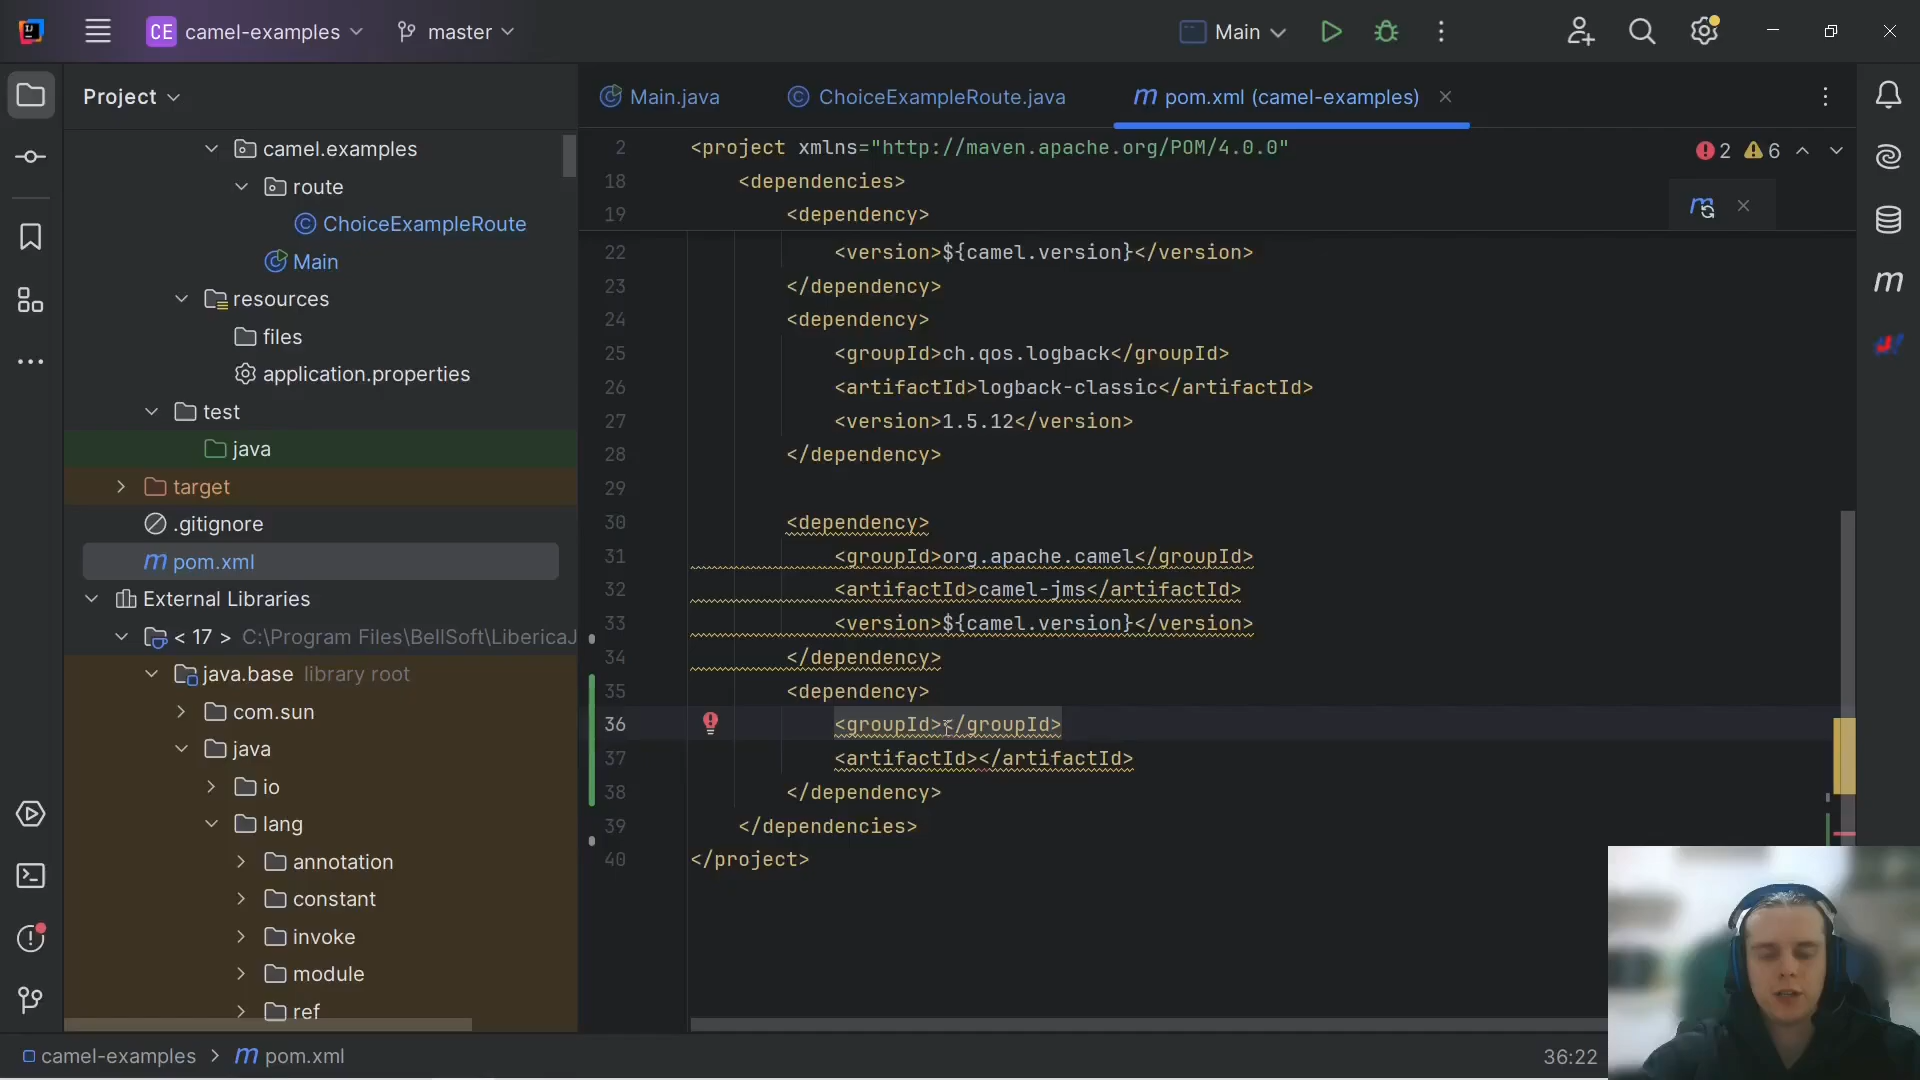 CE camel-examples
master
Main
Project
Main.java
ChoiceExampleRoute.java
m pom.xml (camel-examples)
camel.examples
route
ChoiceExampleRoute
Main
resources
files
application.properties
test
java
target
.gitignore
m pom.xml
External Libraries
< 17 > C:\Program Files\BellSoft\LibericaJ
java.base library root
com.sun
java
io
lang
annotation
constant
invoke
module
ref
2 <project xmlns="http://maven.apache.org/POM/4.0.0"
2 6
18 <dependencies>
19 <dependency>
22 <version>${camel.version}</version>
23 </dependency>
24 <dependency>
25 <groupId>ch.qos.logback</groupId>
26 <artifactId>logback-classic</artifactId>
27 <version>1.5.12</version>
28 </dependency>
29
30 <dependency>
31 <groupId>org.apache.camel</groupId>
32 <artifactId>camel-jms</artifactId>
33 <version>${camel.version}</version>
34 </dependency>
35 <dependency>
36 <groupId></groupId>
37 <artifactId></artifactId>
38 </dependency>
39 </dependencies>
40 </project>
camel-examples > m pom.xml
36:22